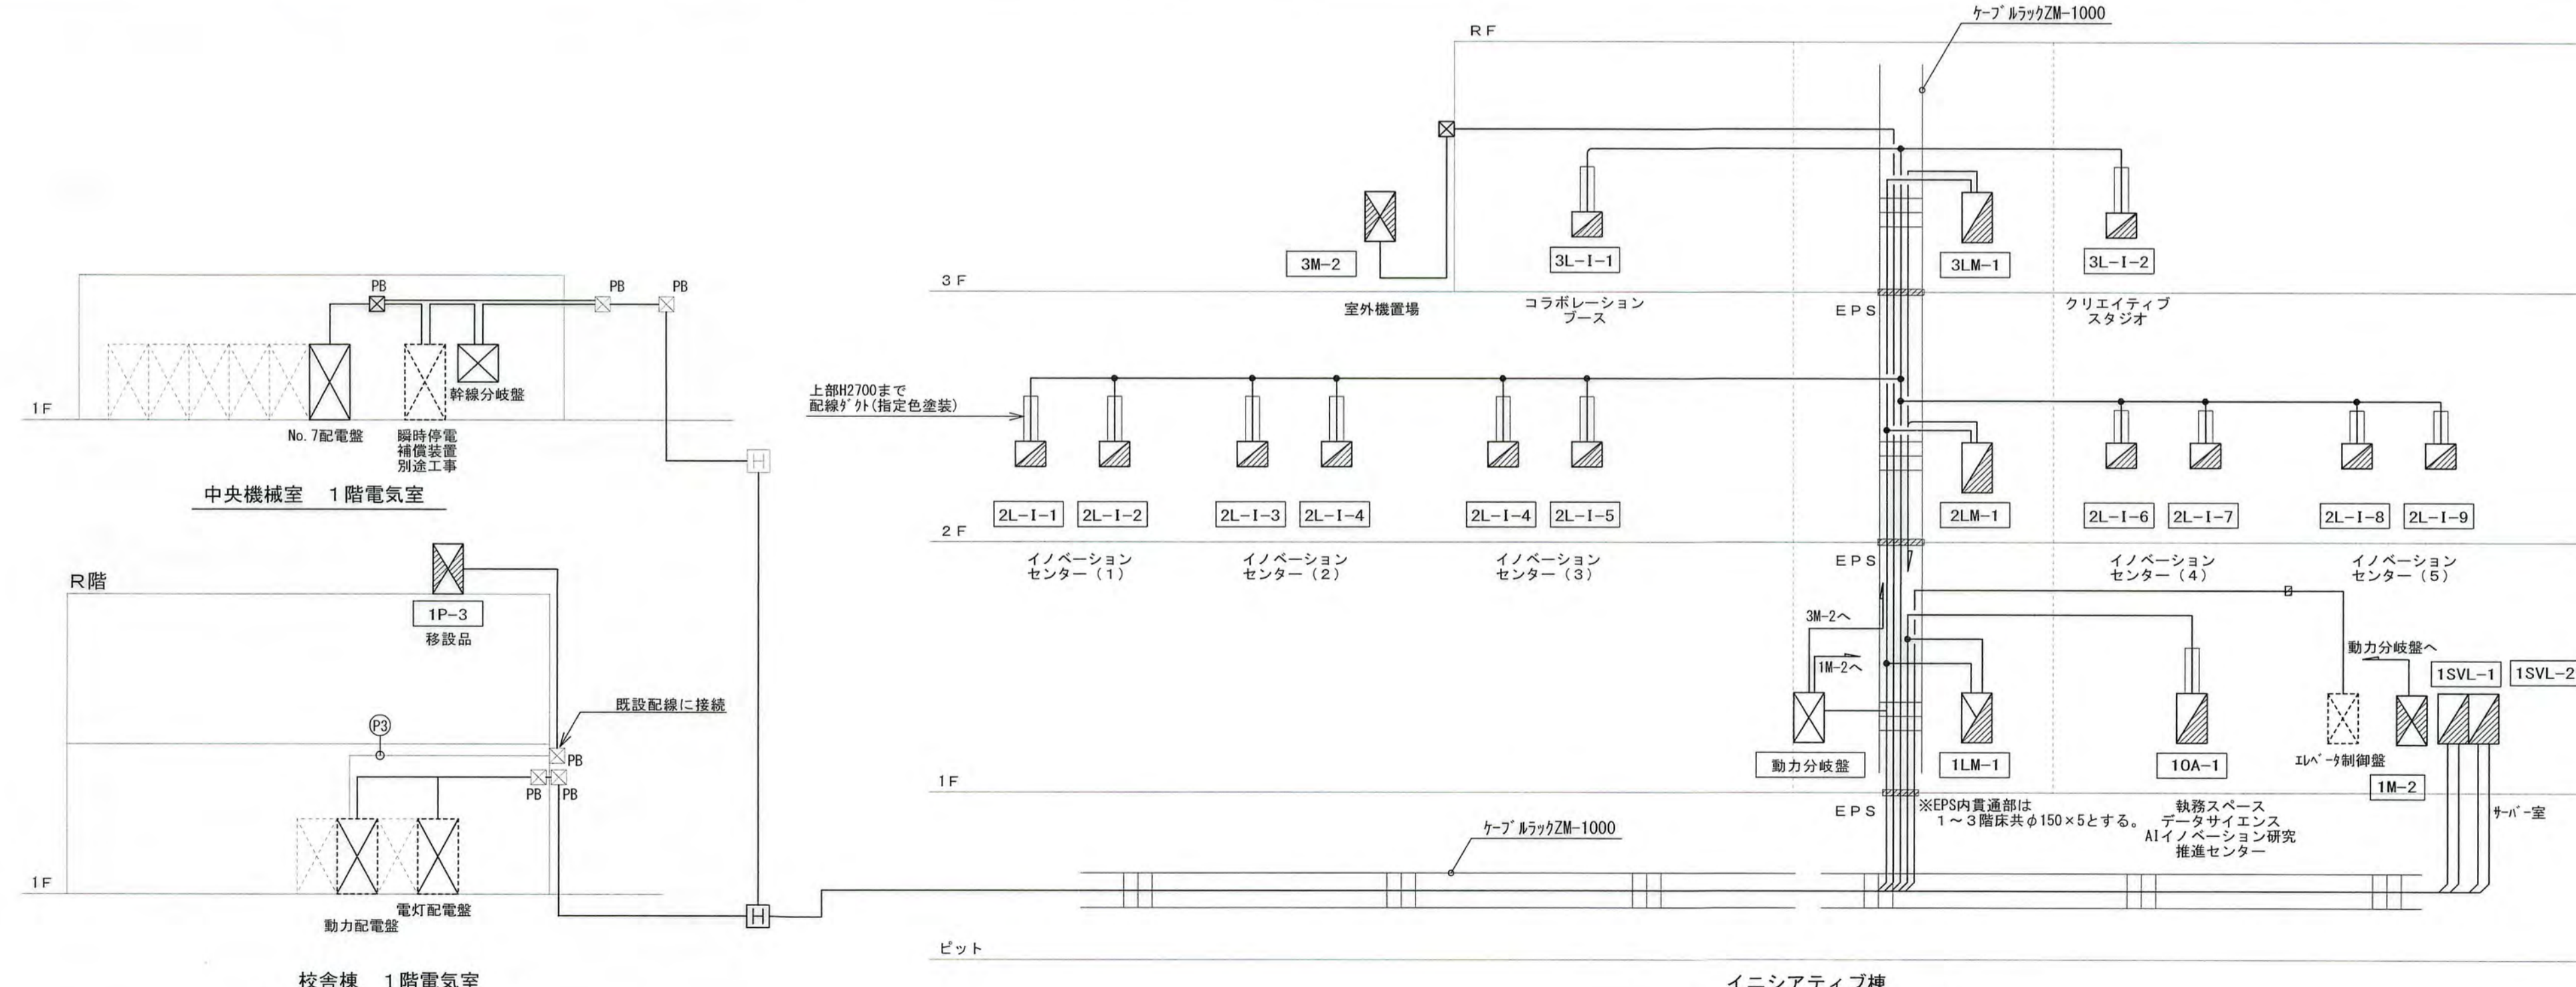 ケーブルラックZM-1000
RF
3M-2
3L-I-1
3LM-1
3L-I-2
3F
室外機置場
コラボレーション
ブース
EPS
クリエイティブ
スタジオ
PB
PB
PB
幹線分岐盤
1F
No.7配電盤
瞬時停電
補償装置
別途工事
中央機械室 1階電気室
上部H2700まで
配線ダクト(指定色塗装)
H
2L-I-1
2L-I-2
2L-I-3
2L-I-4
2L-I-4
2L-I-5
2LM-1
2L-I-6
2L-I-7
2L-I-8
2L-I-9
2F
イノベーション
センター(1)
イノベーション
センター(2)
イノベーション
センター(3)
EPS
イノベーション
センター(4)
イノベーション
センター(5)
R階
1P-3
移設品
既設配線に接続
P3
PB
PB
PB
1F
動力配電盤
電灯配電盤
校舎棟 1階電気室
H
3M-2へ
1M-2へ
動力分岐盤へ
1SVL-1
1SVL-2
動力分岐盤
1LM-1
1OA-1
エレベータ制御盤
1M-2
1F
EPS
※EPS内貫通部は
1~3階床共φ150×5とする。
執務スペース
データサイエンス
AIイノベーション研究
推進センター
サーバー室
ケーブルラックZM-1000
ピット
イニシアティブ棟